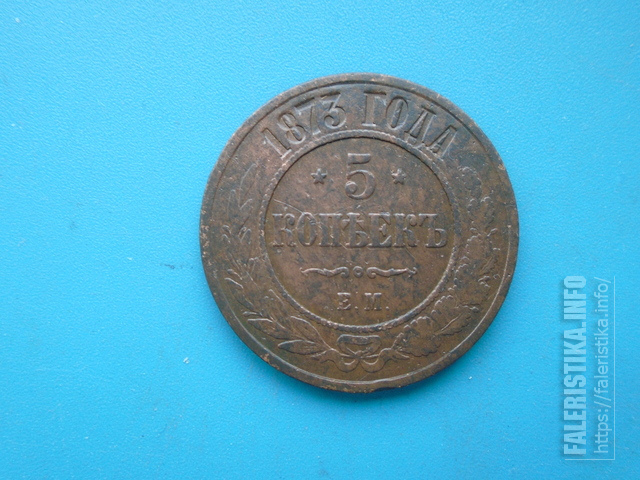 1873 ГОДА
* 5 *
КОПѢЕКЪ
Е.М.
FALERISTIKA.INFO
https://faleristika.info/